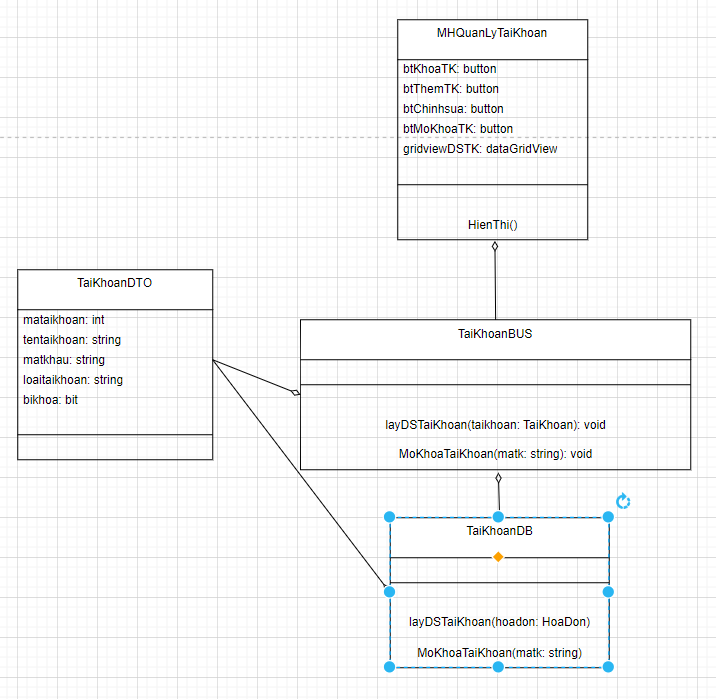 MHQuanLyTaiKhoan
btKhoaTK: button
btThemTK: button
btChinhsua: button
btMoKhoaTK: button
gridviewDSTK: dataGridView
HienThi()
TaiKhoanDTO
mataikhoan: int
tentaikhoan: string
matkhau: string
loaitaikhoan: string
bikhoa: bit
TaiKhoanBUS
layDSTaiKhoan(taikhoan: TaiKhoan): void
MoKhoaTaiKhoan(matk: string): void
TaiKhoanDB
layDSTaiKhoan(hoadon: HoaDon)
MoKhoaTaiKhoan(matk: string)